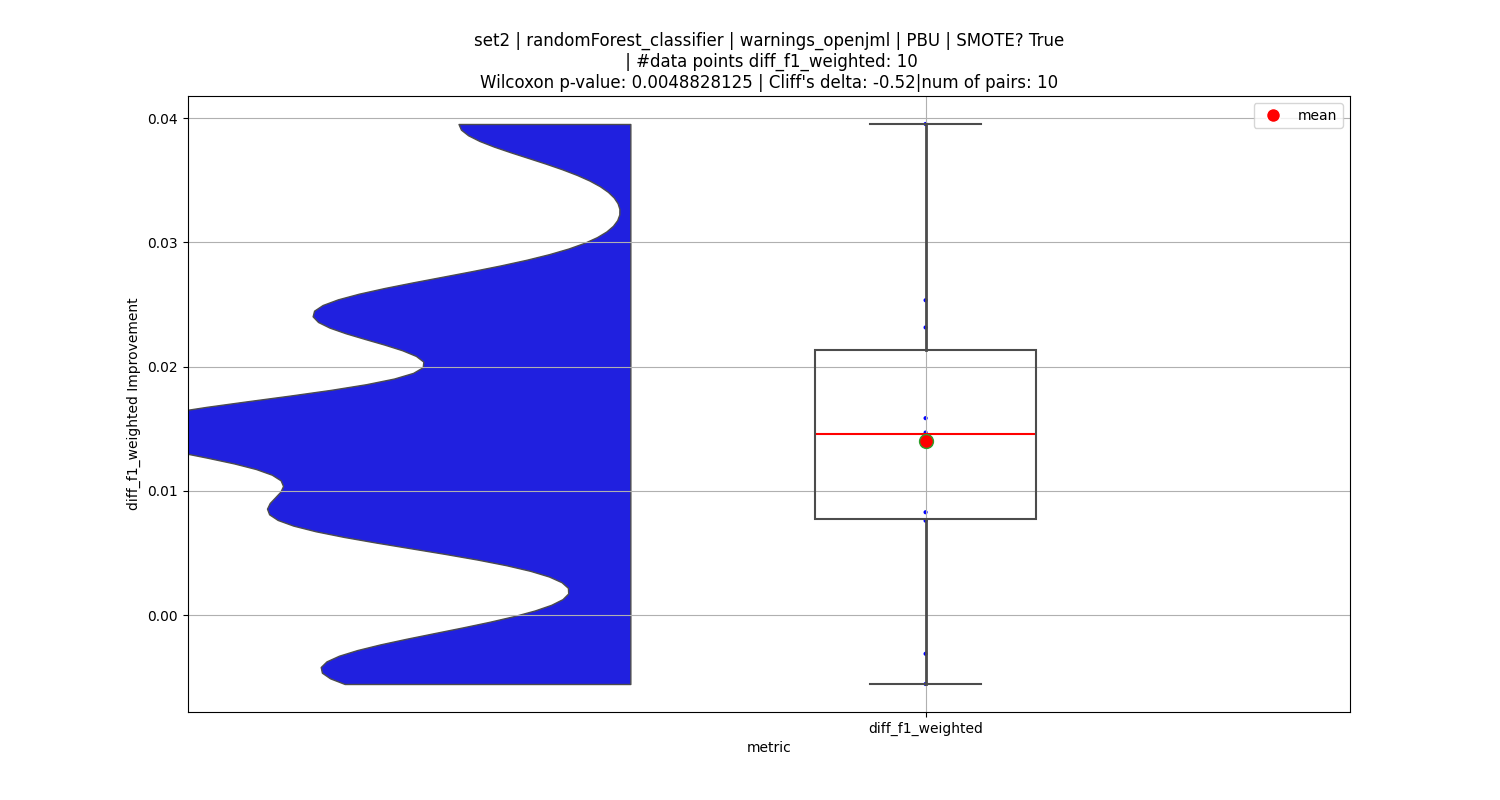 set2 | randomForest_classifier | warnings_openjml | PBU | SMOTE? True
| #data points diff_f1_weighted: 10
Wilcoxon p-value: 0.0048828125 | Cliff's delta: -0.52|num of pairs: 10
mean
0.04
0.03
0.02
0.01
0.00
diff_f1_weighted Improvement
diff_f1_weighted
metric